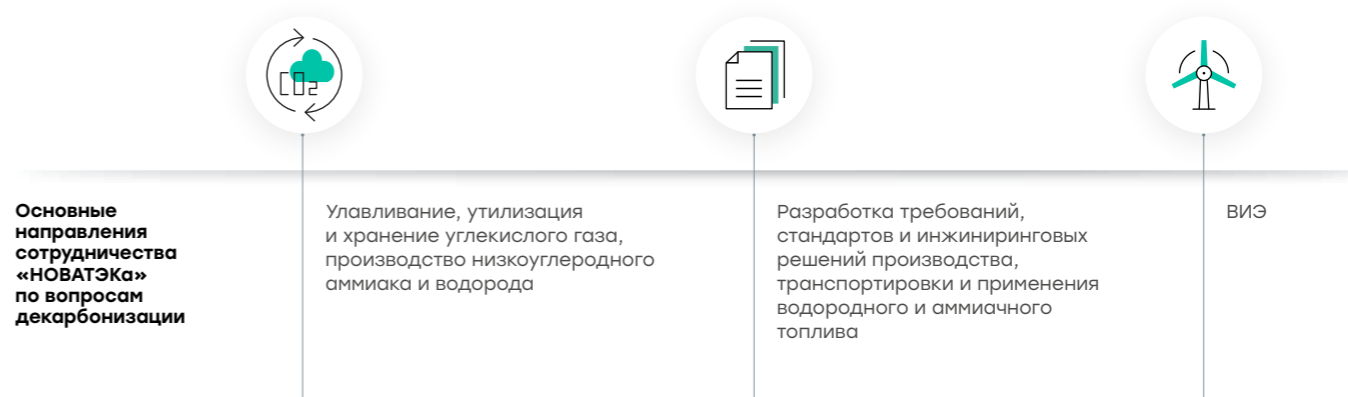 CO2
Основные
направления
сотрудничества
«НОВАТЭКа»
по вопросам
декарбонизации
Улавливание, утилизация
и хранение углекислого газа,
производство низкоуглеродного
аммиака и водорода
Разработка требований,
стандартов и инжиниринговых
решений производства,
транспортировки и применения
водородного и аммиачного
топлива
ВИЭ